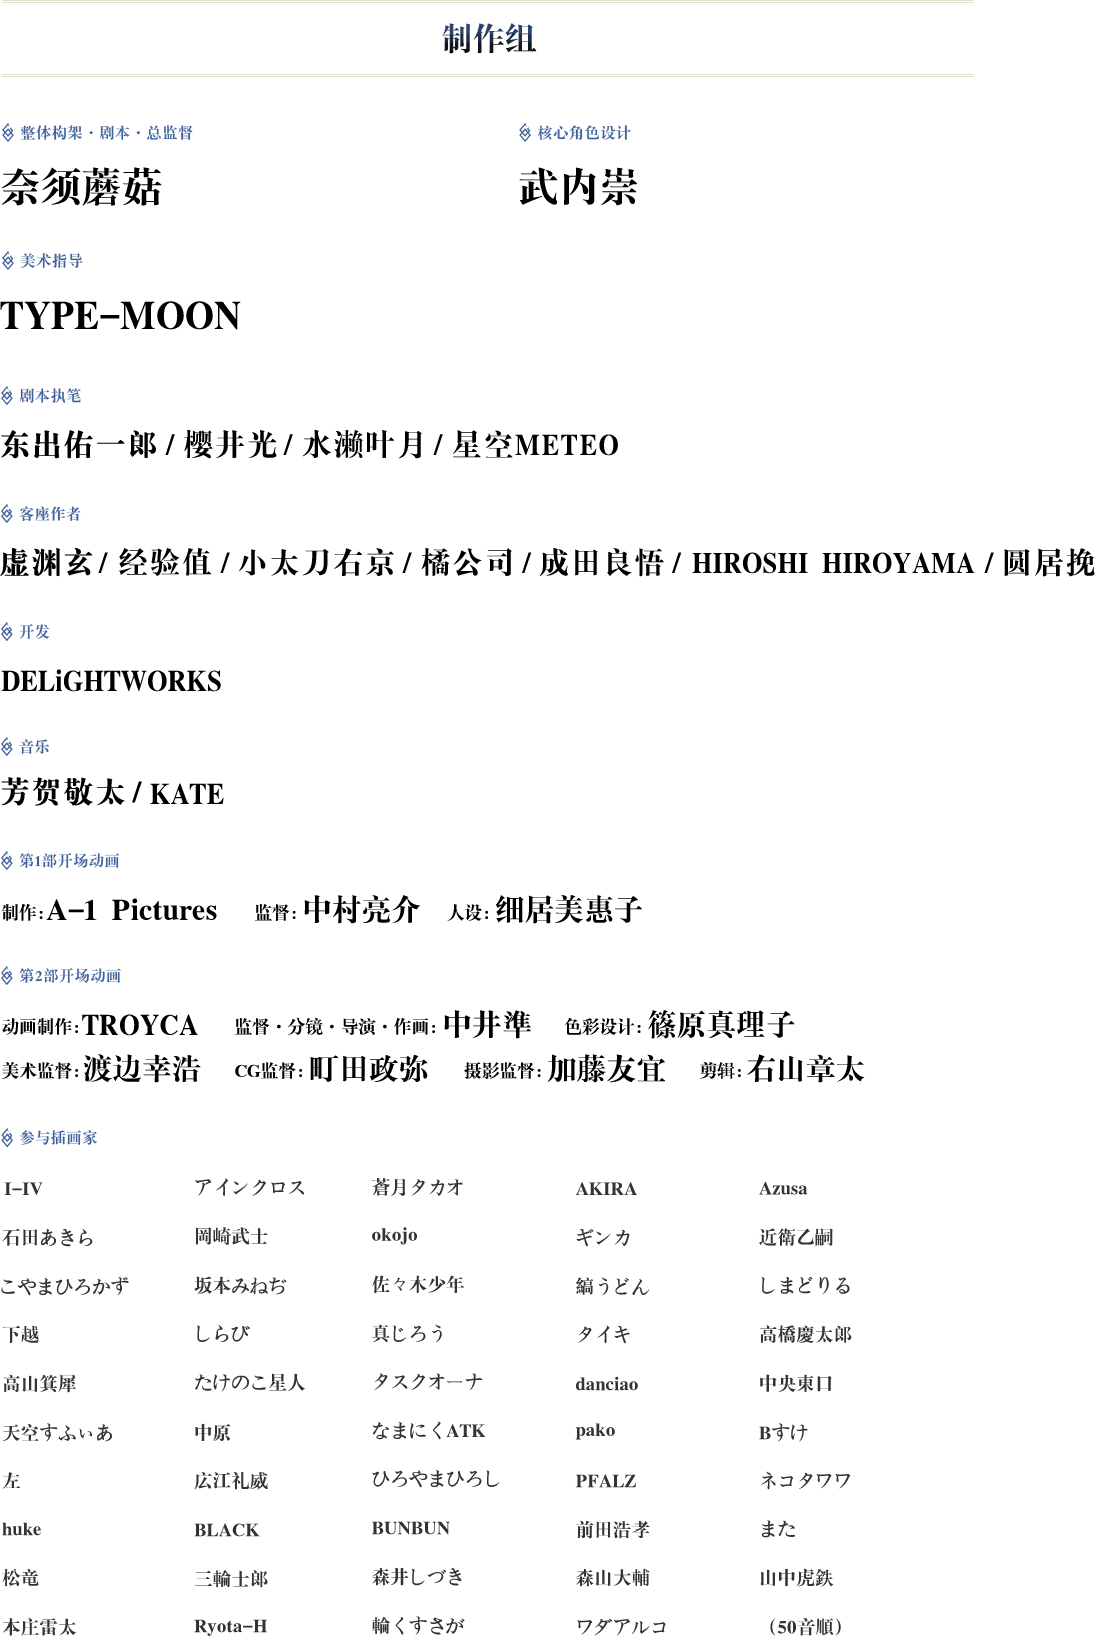 制作组
整体构架·剧本·总监督 核心角色设计
奈须蘑菇 武内崇
美术指导
TYPE-MOON
剧本执笔
东出佑一郎 / 樱井光 / 水濑叶月 / 星空METEO
客座作者
虚渊玄 / 经验值 / 小太刀右京 / 橘公司 / 成田良悟 / HIROSHI HIROYAMA / 圆居挽
开发
DELiGHTWORKS
音乐
芳贺敬太 / KATE
第1部开场动画
制作:A-1 Pictures 监督:中村亮介 人设:细居美惠子
第2部开场动画
动画制作:TROYCA 监督·分镜·导演·作画:中井準 色彩设计:篠原真理子
美术监督:渡边幸浩 CG监督:町田政弥 摄影监督:加藤友宜 剪辑:右山章太
参与插画家
I-IV アインクロス 蒼月タカオ AKIRA Azusa
石田あきら 岡崎武士 okojo ギンカ 近衛乙嗣
こやまひろかず 坂本みねぢ 佐々木少年 縞うどん しまどりる
下越 しらび 真じろう タイキ 高橋慶太郎
高山箕犀 たけのこ星人 タスクオーナ danciao 中央東口
天空すふぃあ 中原 なまにくATK pako Bすけ
左 広江礼威 ひろやまひろし PFALZ ネコタワワ
huke BLACK BUNBUN 前田浩孝 また
松竜 三輪士郎 森井しづき 森山大輔 山中虎鉄
本庄雷太 Ryota-H 輪くすさが ワダアルコ （50音順）